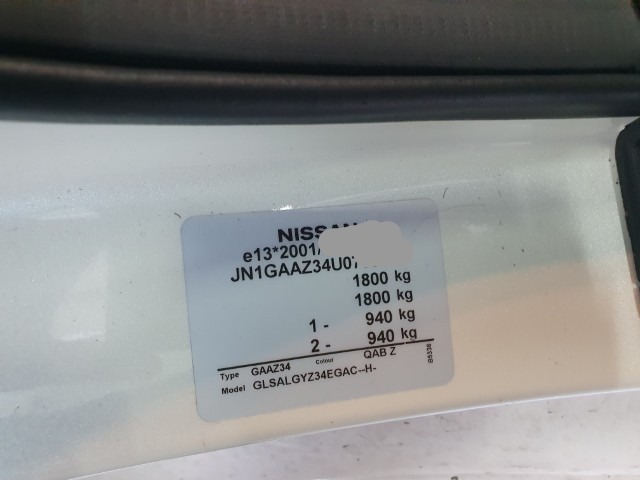 NISSAN
e13*2001/
JN1GAAZ34U0
1800 kg
1800 kg
1 - 940 kg
2 - 940 kg
Type GAAZ34 Colour QAB Z
Model GLSALGYZ34EGAC--H-
B5338